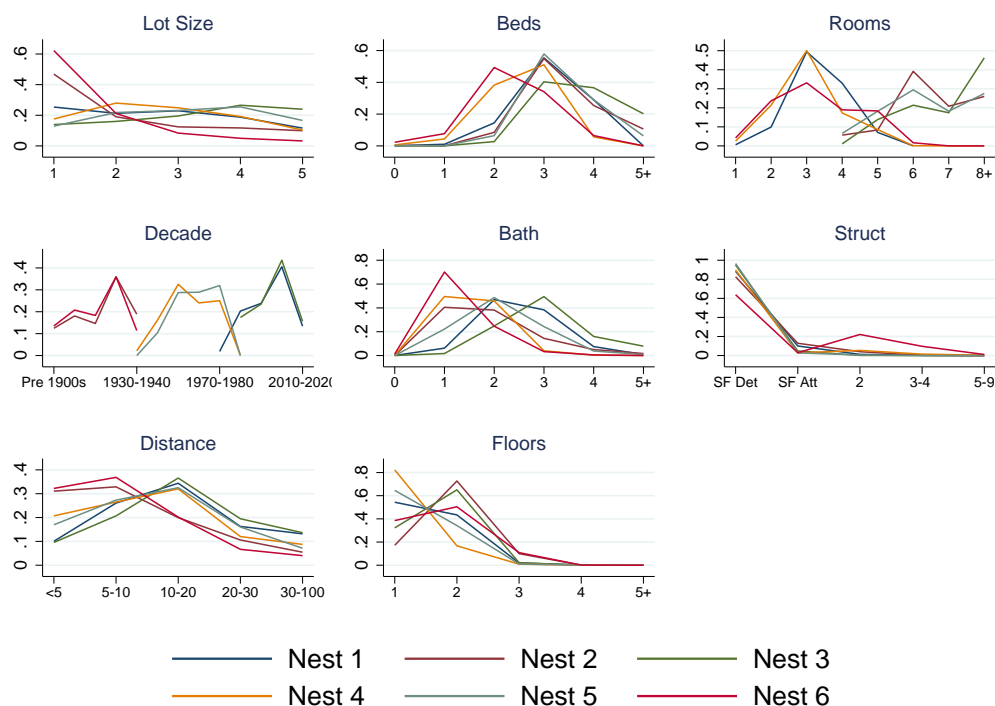 Lot Size
0 .2 .4 .6
1 2 3 4 5
Beds
0 .2 .4 .6
0 1 2 3 4 5+
Rooms
0 .1 .2 .3 .4 .5
1 2 3 4 5 6 7 8+
Decade
0 .1 .2 .3 .4
Pre 1900s 1930-1940 1970-1980 2010-202
Bath
0 .2 .4 .6 .8
0 1 2 3 4 5+
Struct
0 .2 .4 .6 .8 1
SF Det SF Att 2 3-4 5-9
Distance
0 .1 .2 .3 .4
<5 5-10 10-20 20-30 30-100
Floors
0 .2 .4 .6 .8
1 2 3 4 5+
Nest 1 Nest 2 Nest 3
Nest 4 Nest 5 Nest 6